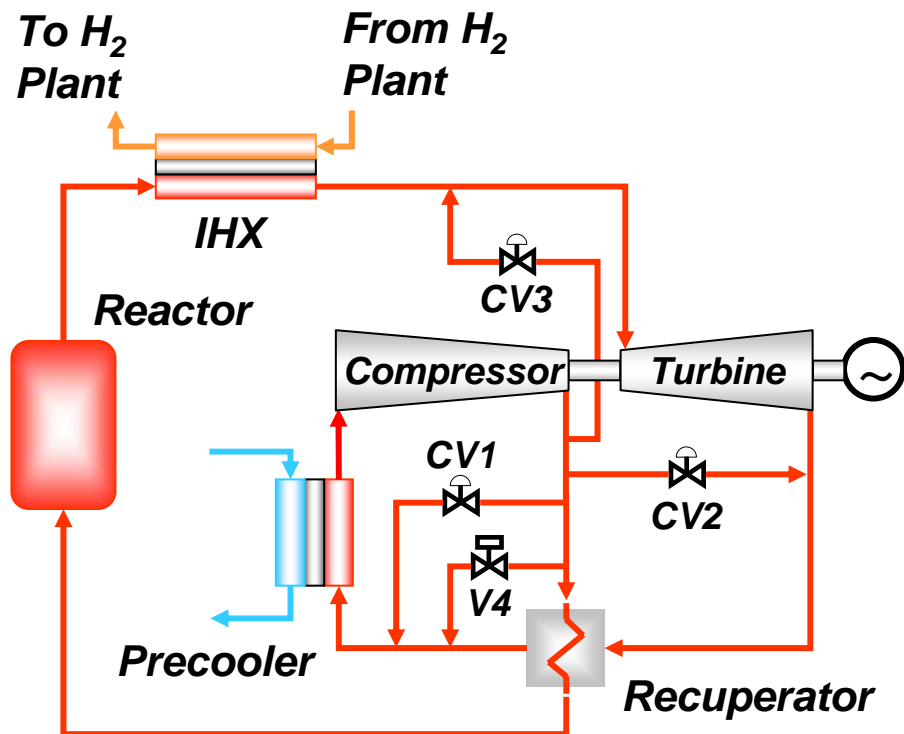 To H2
Plant
From H2
Plant
IHX
CV3
Reactor
Compressor
Turbine
~
CV1
CV2
V4
Precooler
Recuperator